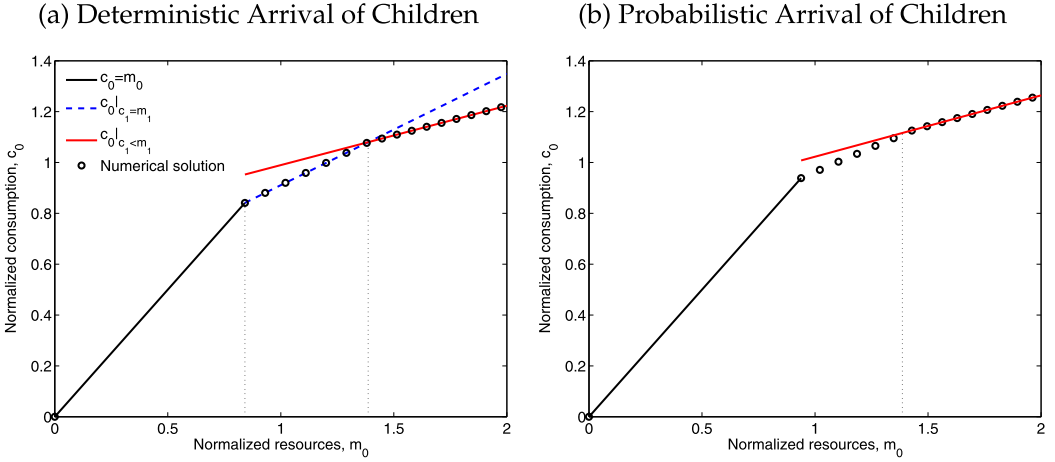 (a) Deterministic Arrival of Children
1.4
1.2
1
0.8
0.6
0.4
0.2
0
Normalized consumption, c0
c0=m0
c0|c1=m1
c0|c1<m1
Numerical solution
0
0.5
1
1.5
2
Normalized resources, m0
(b) Probabilistic Arrival of Children
1.4
1.2
1
0.8
0.6
0.4
0.2
0
Normalized consumption, c0
0
0.5
1
1.5
2
Normalized resources, m0